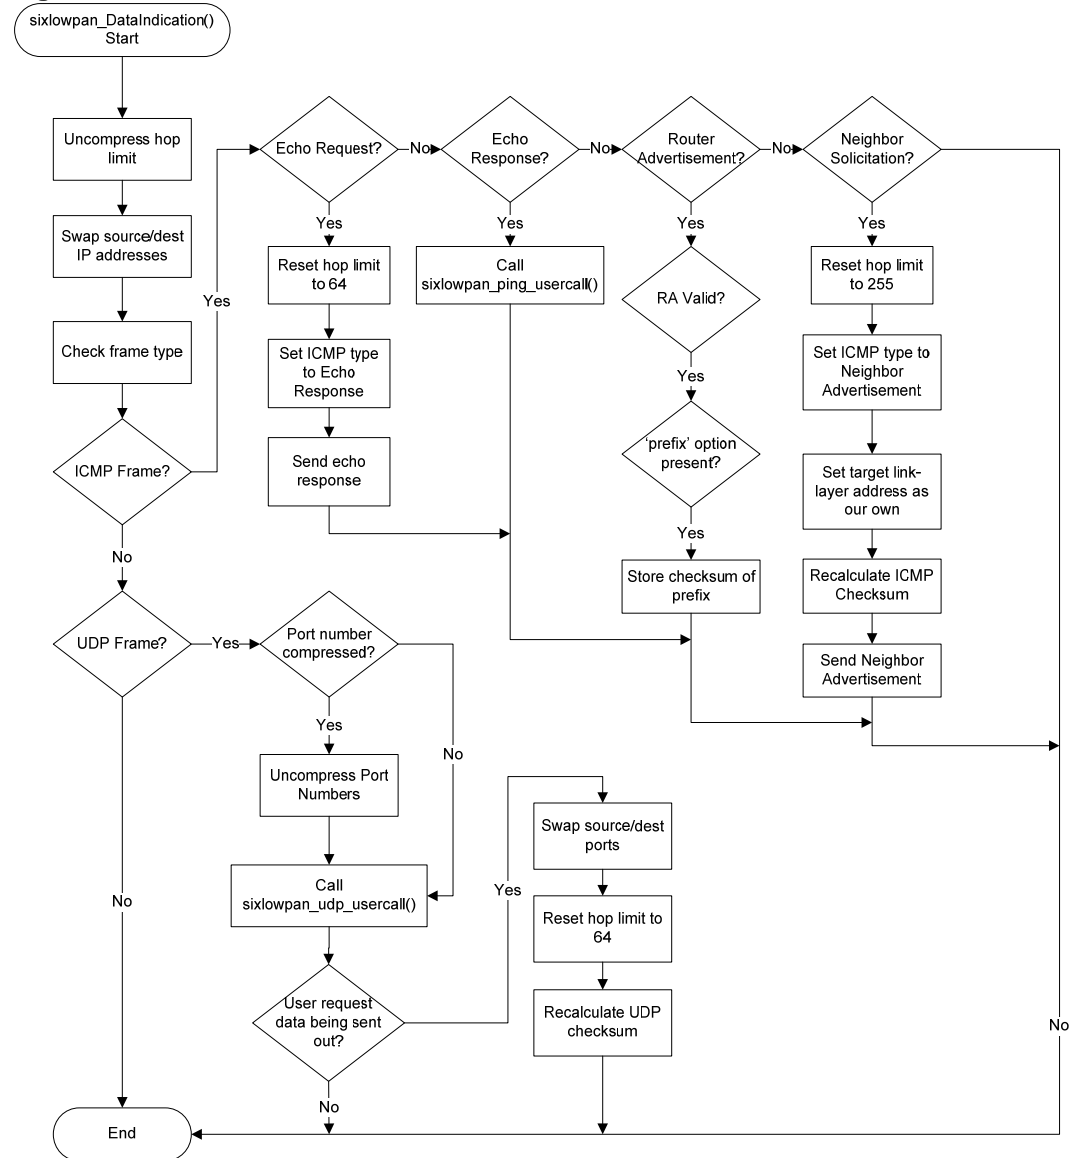 sixlowpan_DataIndication()
Start
Uncompress hop
limit
Swap source/dest
IP addresses
Check frame type
ICMP Frame?
Yes
No
Echo Request?
No
Echo
Response?
No
Router
Advertisement?
No
Neighbor
Solicitation?
Yes
Reset hop limit
to 64
Set ICMP type
to Echo
Response
Send echo
response
Yes
Call
sixlowpan_ping_usercall()
Yes
RA Valid?
Yes
'prefix' option
present?
Yes
Store checksum of
prefix
Yes
Reset hop limit
to 255
Set ICMP type to
Neighbor
Advertisement
Set target link-
layer address as
our own
Recalculate ICMP
Checksum
Send Neighbor
Advertisement
No
UDP Frame?
Yes
No
Port number
compressed?
Yes
No
Uncompress Port
Numbers
Call
sixlowpan_udp_usercall()
User request
data being sent
out?
Yes
No
Swap source/dest
ports
Reset hop limit to
64
Recalculate UDP
checksum
End